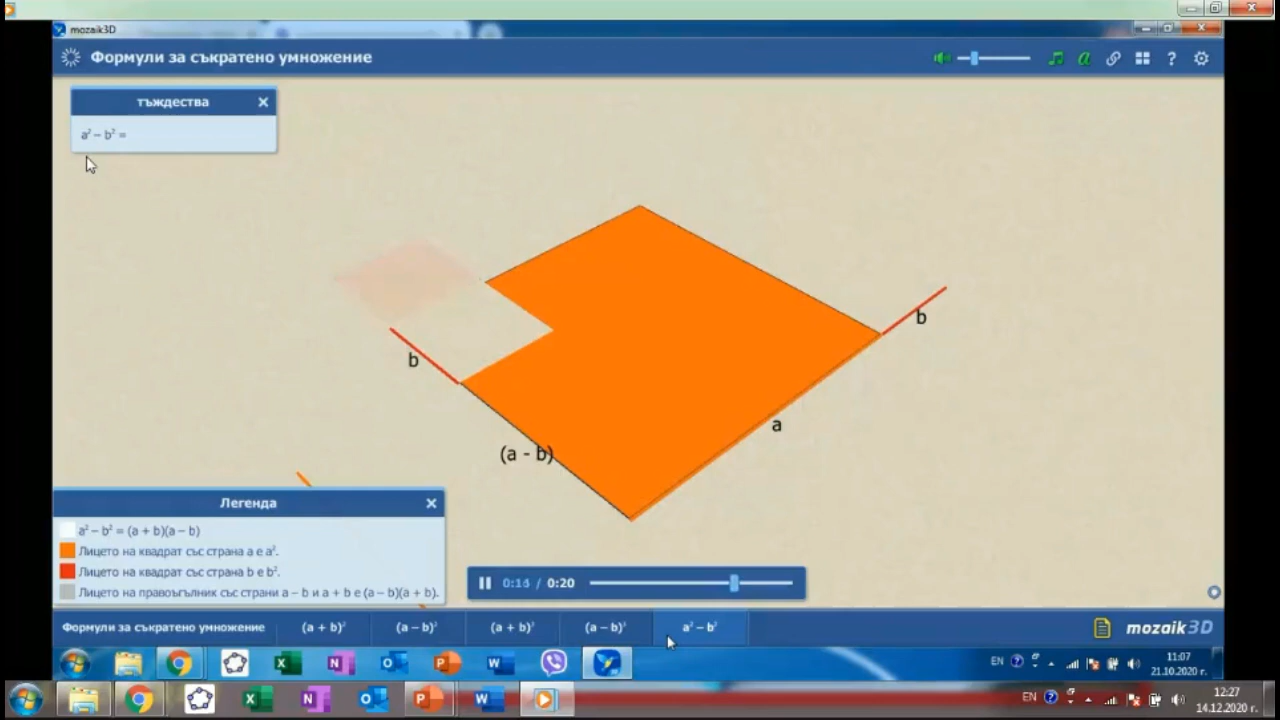 mozaik3D
Формули за съкратено умножение
тъждества
a² – b² =
b
b
a
(a - b)
Легенда
a² – b² = (a + b)(a – b)
Лицето на квадрат със страна a е a².
Лицето на квадрат със страна b е b².
Лицето на правоъгълник със страни a – b и a + b е (a – b)(a + b).
0:16 / 0:20
Формули за съкратено умножение (a + b)² (a – b)² (a + b)³ (a – b)³ a² – b² mozaik3D
EN 11:07
21.10.2020 г.
EN 12:27
14.12.2020 г.